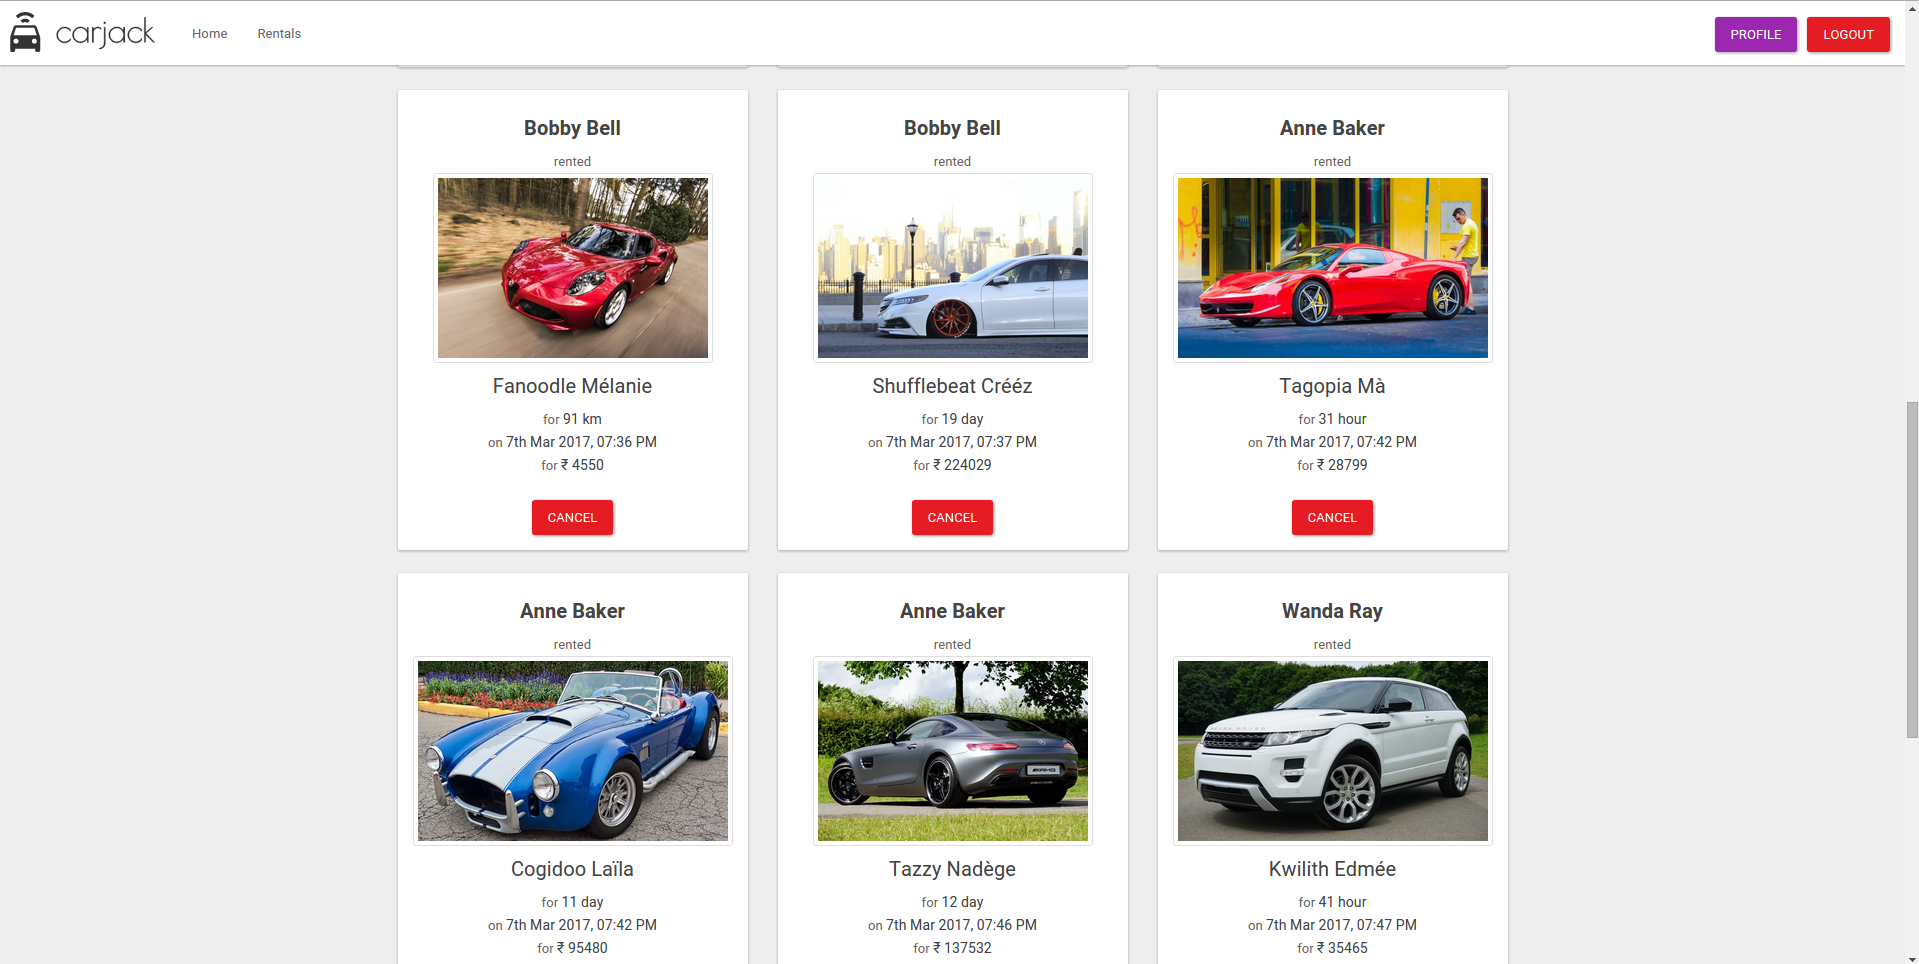 carjack
Home
Rentals
PROFILE
LOGOUT
Bobby Bell
rented
Fanoodle Mélanie
for 91 km
on 7th Mar 2017, 07:36 PM
for ₹ 4550
CANCEL
Bobby Bell
rented
Shufflebeat Crééz
for 19 day
on 7th Mar 2017, 07:37 PM
for ₹ 224029
CANCEL
Anne Baker
rented
Tagopia Mà
for 31 hour
on 7th Mar 2017, 07:42 PM
for ₹ 28799
CANCEL
Anne Baker
rented
Cogidoo Laïla
for 11 day
on 7th Mar 2017, 07:42 PM
for ₹ 95480
Anne Baker
rented
AMG
Tazzy Nadège
for 12 day
on 7th Mar 2017, 07:46 PM
for ₹ 137532
Wanda Ray
rented
Kwilith Edmée
for 41 hour
on 7th Mar 2017, 07:47 PM
for ₹ 35465